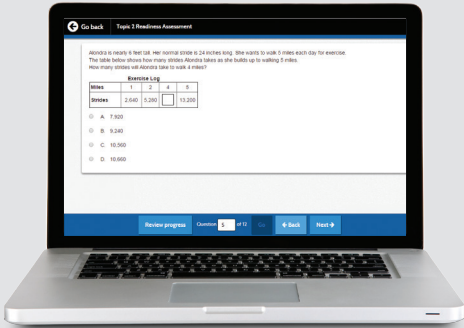 Go back Topic 2 Readiness Assessment
Alondra is nearly 6 feet tall. Her normal stride is 24 inches long. She wants to walk 5 miles each day for exercise.
The table below shows how many strides Alondra takes as she builds up to walking 5 miles.
How many strides will Alondra take to walk 4 miles?
Exercise Log
Miles 1 2 4 5
Strides 2,640 5,280 13,200
A. 7,920
B. 9,240
C. 10,560
D. 10,660
Review progress Question 5 of 12 Go Back Next